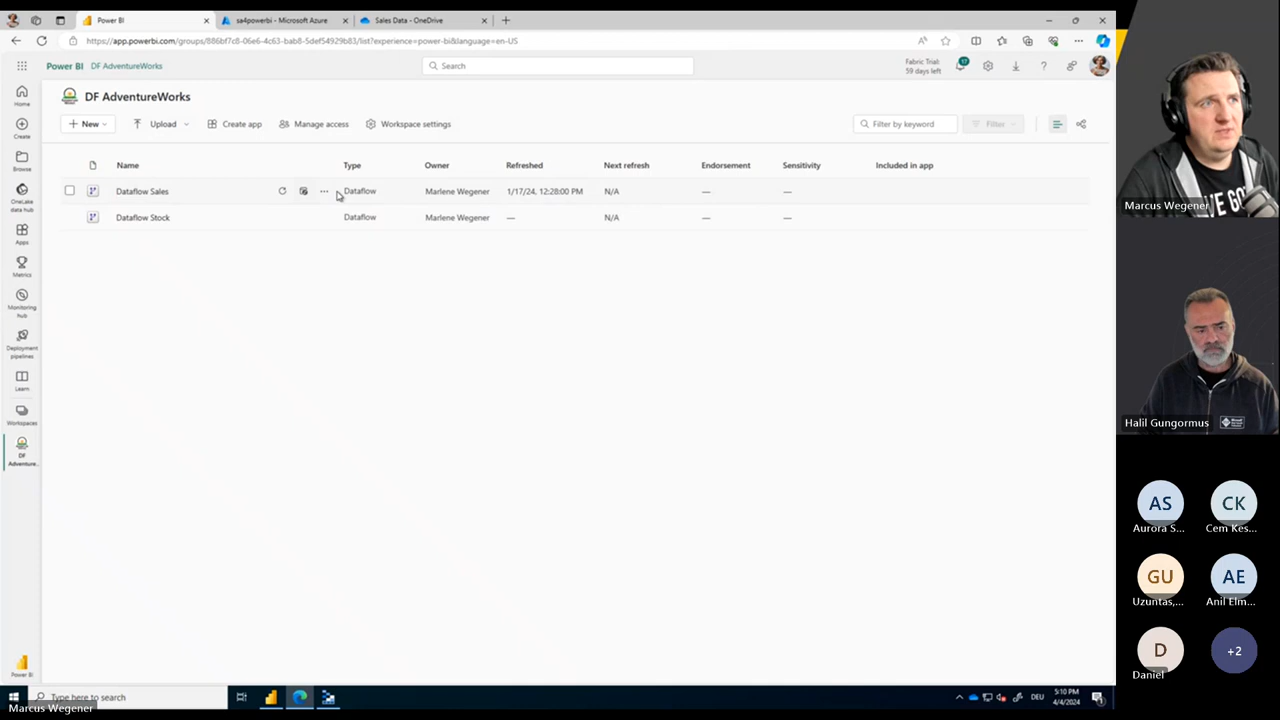 Power BI
sa4powerbi - Microsoft Azure
Sales Data - OneDrive
https://app.powerbi.com/groups/886bf7c8-06e6-4c63-bab8-5def54929b83/list?experience=power-bi&language=en-US
Power BI DF AdventureWorks
Search
Fabric Trial:
59 days left
17
Home
Create
Browse
OneLake
data hub
Apps
Metrics
Monitoring
hub
Deployment
pipelines
Learn
Workspaces
DF
Adventure...
Power BI
DF AdventureWorks
New
Upload
Create app
Manage access
Workspace settings
Filter by keyword
Filter
Name Type Owner Refreshed Next refresh Endorsement Sensitivity Included in app
Dataflow Sales ... Dataflow Marlene Wegener 1/17/24, 12:28:00 PM N/A — —
Dataflow Stock Dataflow Marlene Wegener — N/A — —
Type here to search
DEU
5:10 PM
4/4/2024
Marcus Wegener
Marcus Wegener
Halil Gungormus
AS
Aurora S...
CK
Cem Kes...
GU
Uzuntas,...
AE
Anil Elm...
D
Daniel
+2